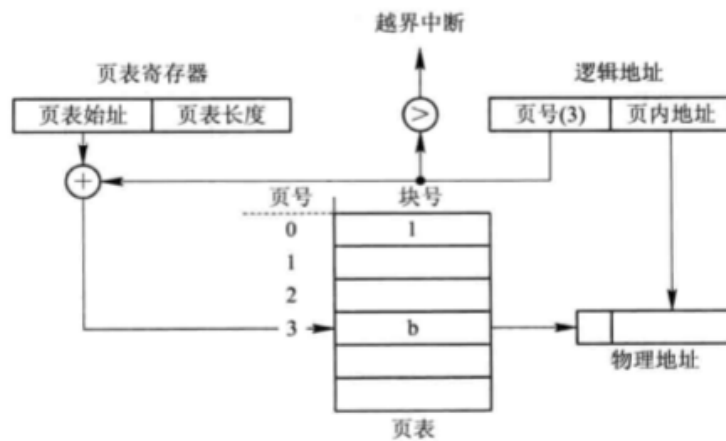 越界中断
页表寄存器
逻辑地址
页表始址 页表长度
>
页号(3) 页内地址
+
页号 块号
0 1
1
2
3 b
物理地址
页表